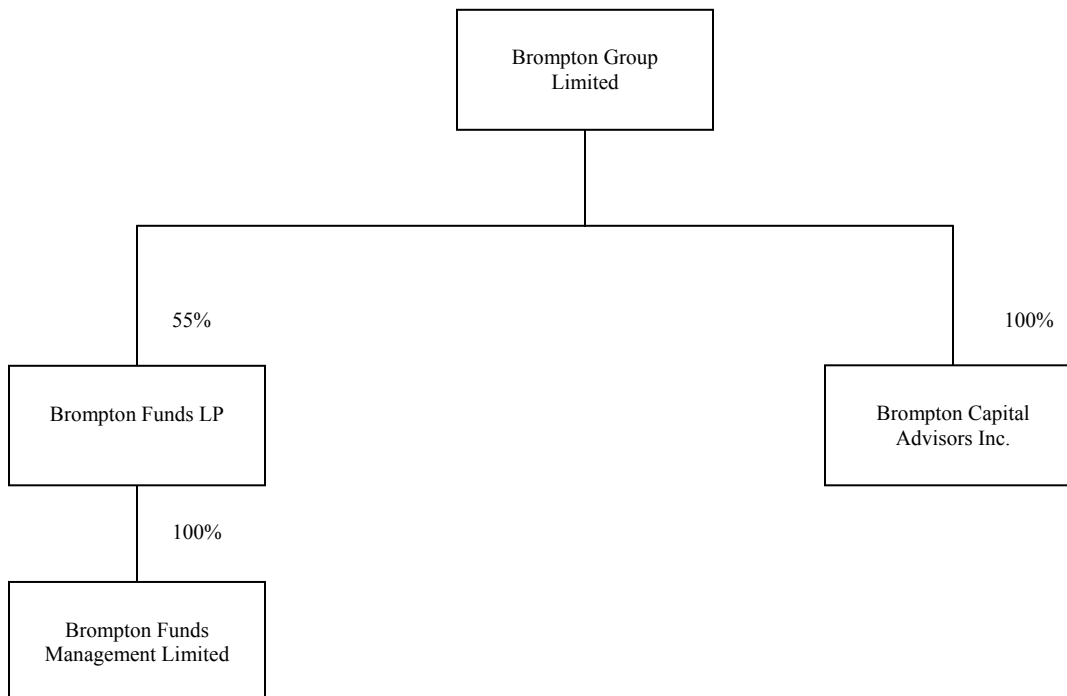 Brompton Group
Limited
55%
100%
Brompton Funds LP
Brompton Capital
Advisors Inc.
100%
Brompton Funds
Management Limited